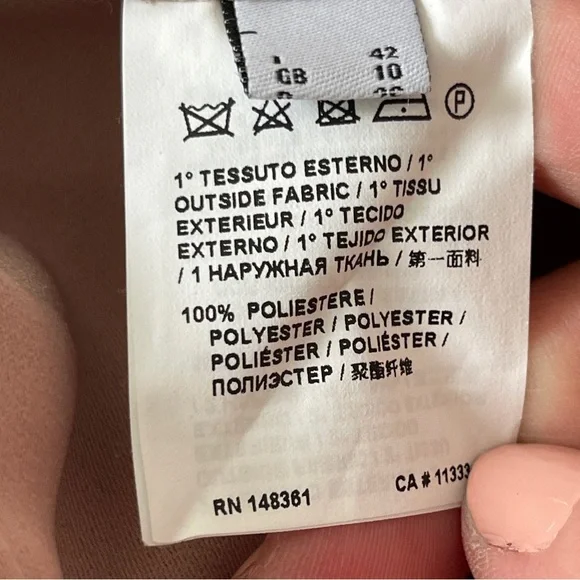 I 42
GB 10
P
1° TESSUTO ESTERNO / 1°
OUTSIDE FABRIC / 1° TISSU
EXTERIEUR / 1° TECIDO
EXTERNO / 1° TEJIDO EXTERIOR
/ 1 НАРУЖНАЯ ТКАНЬ / 第一面料
100% POLIESTERE /
POLYESTER / POLYESTER /
POLIÉSTER / POLIÉSTER /
ПОЛИЭСТЕР / 聚酯纤维
RN 148361
CA # 11333